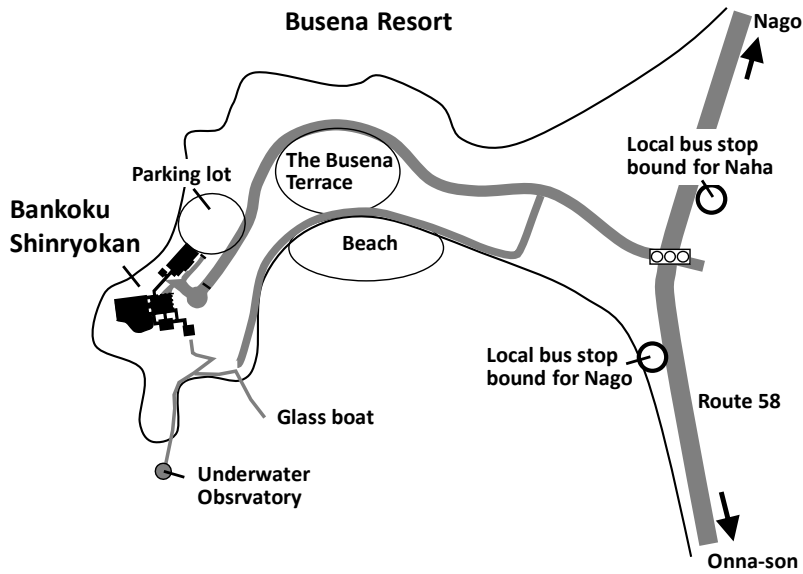 Busena Resort
Nago
Local bus stop
bound for Naha
The Busena
Terrace
Parking lot
Bankoku
Shinryokan
Beach
Local bus stop
bound for Nago
Route 58
Glass boat
Underwater
Obsrvatory
Onna-son